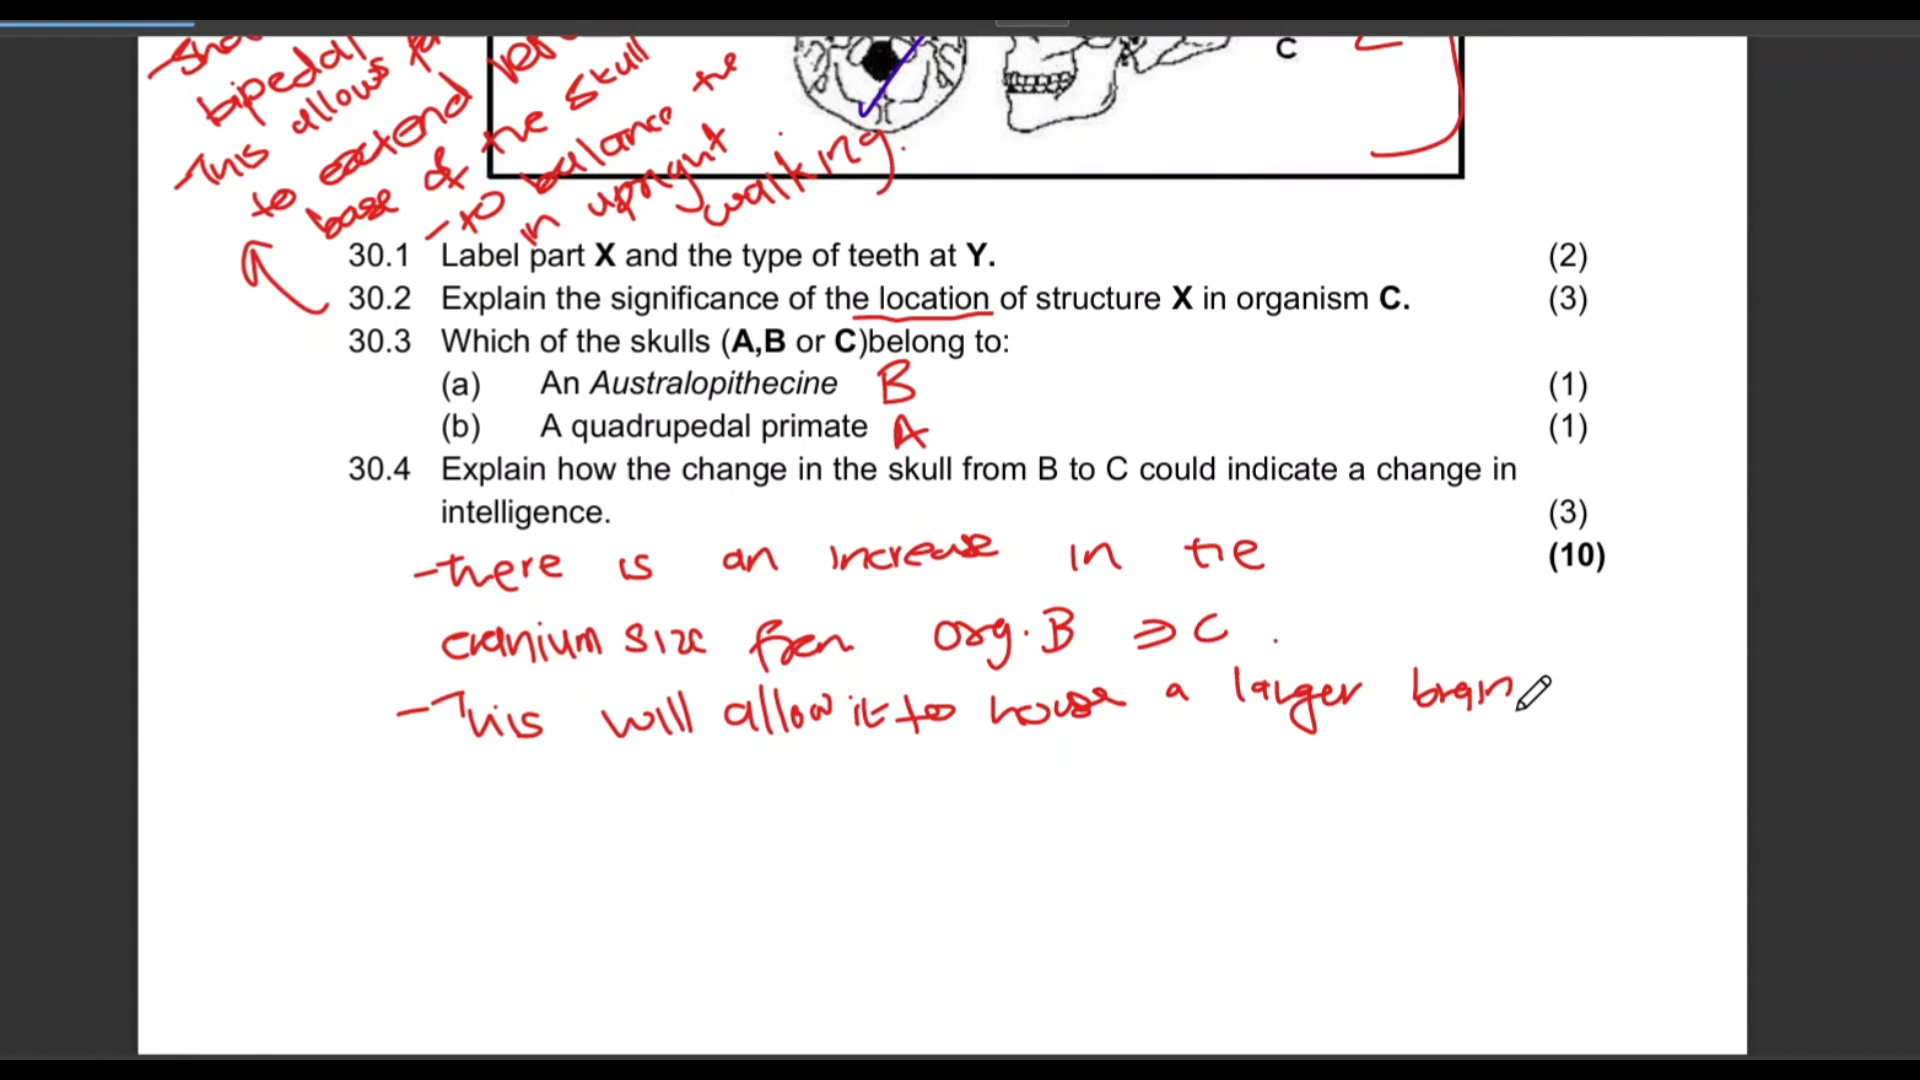 bipedal
This allows
to extend
base of the skull
- to balance the
in upright
walking.
C
30.1 Label part X and the type of teeth at Y. (2)
30.2 Explain the significance of the location of structure X in organism C. (3)
30.3 Which of the skulls (A,B or C)belong to:
(a) An Australopithecine B (1)
(b) A quadrupedal primate A (1)
30.4 Explain how the change in the skull from B to C could indicate a change in
intelligence. (3)
- there is an increase in the (10)
cranium size from org. B => C .
- This will allow it to house a larger brain